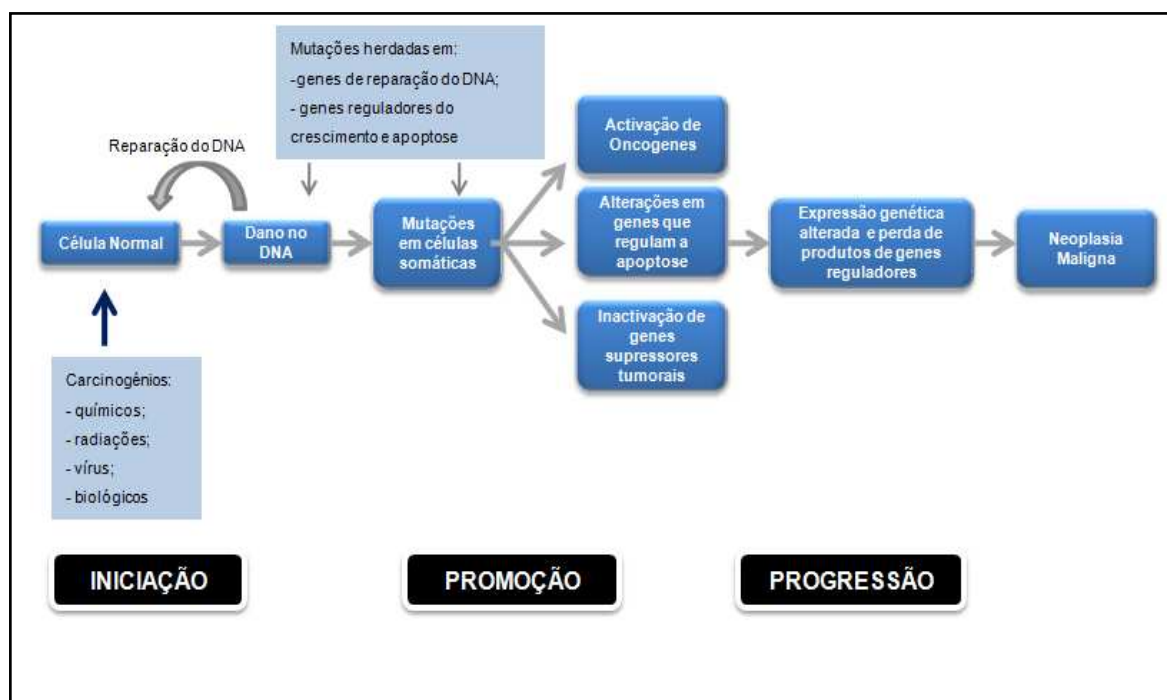 Mutações herdadas em:
-genes de reparação do DNA;
- genes reguladores do
crescimento e apoptose
Reparação do DNA
Célula Normal
Dano no
DNA
Mutações
em células
somáticas
Activação de
Oncogenes
Alterações em
genes que
regulam a
apoptose
Inactivação de
genes
supressores
tumorais
Expressão genética
alterada e perda de
produtos de genes
reguladores
Neoplasia
Maligna
Carcinogênios:
- químicos;
- radiações;
- vírus;
- biológicos
INICIAÇÃO
PROMOÇÃO
PROGRESSÃO